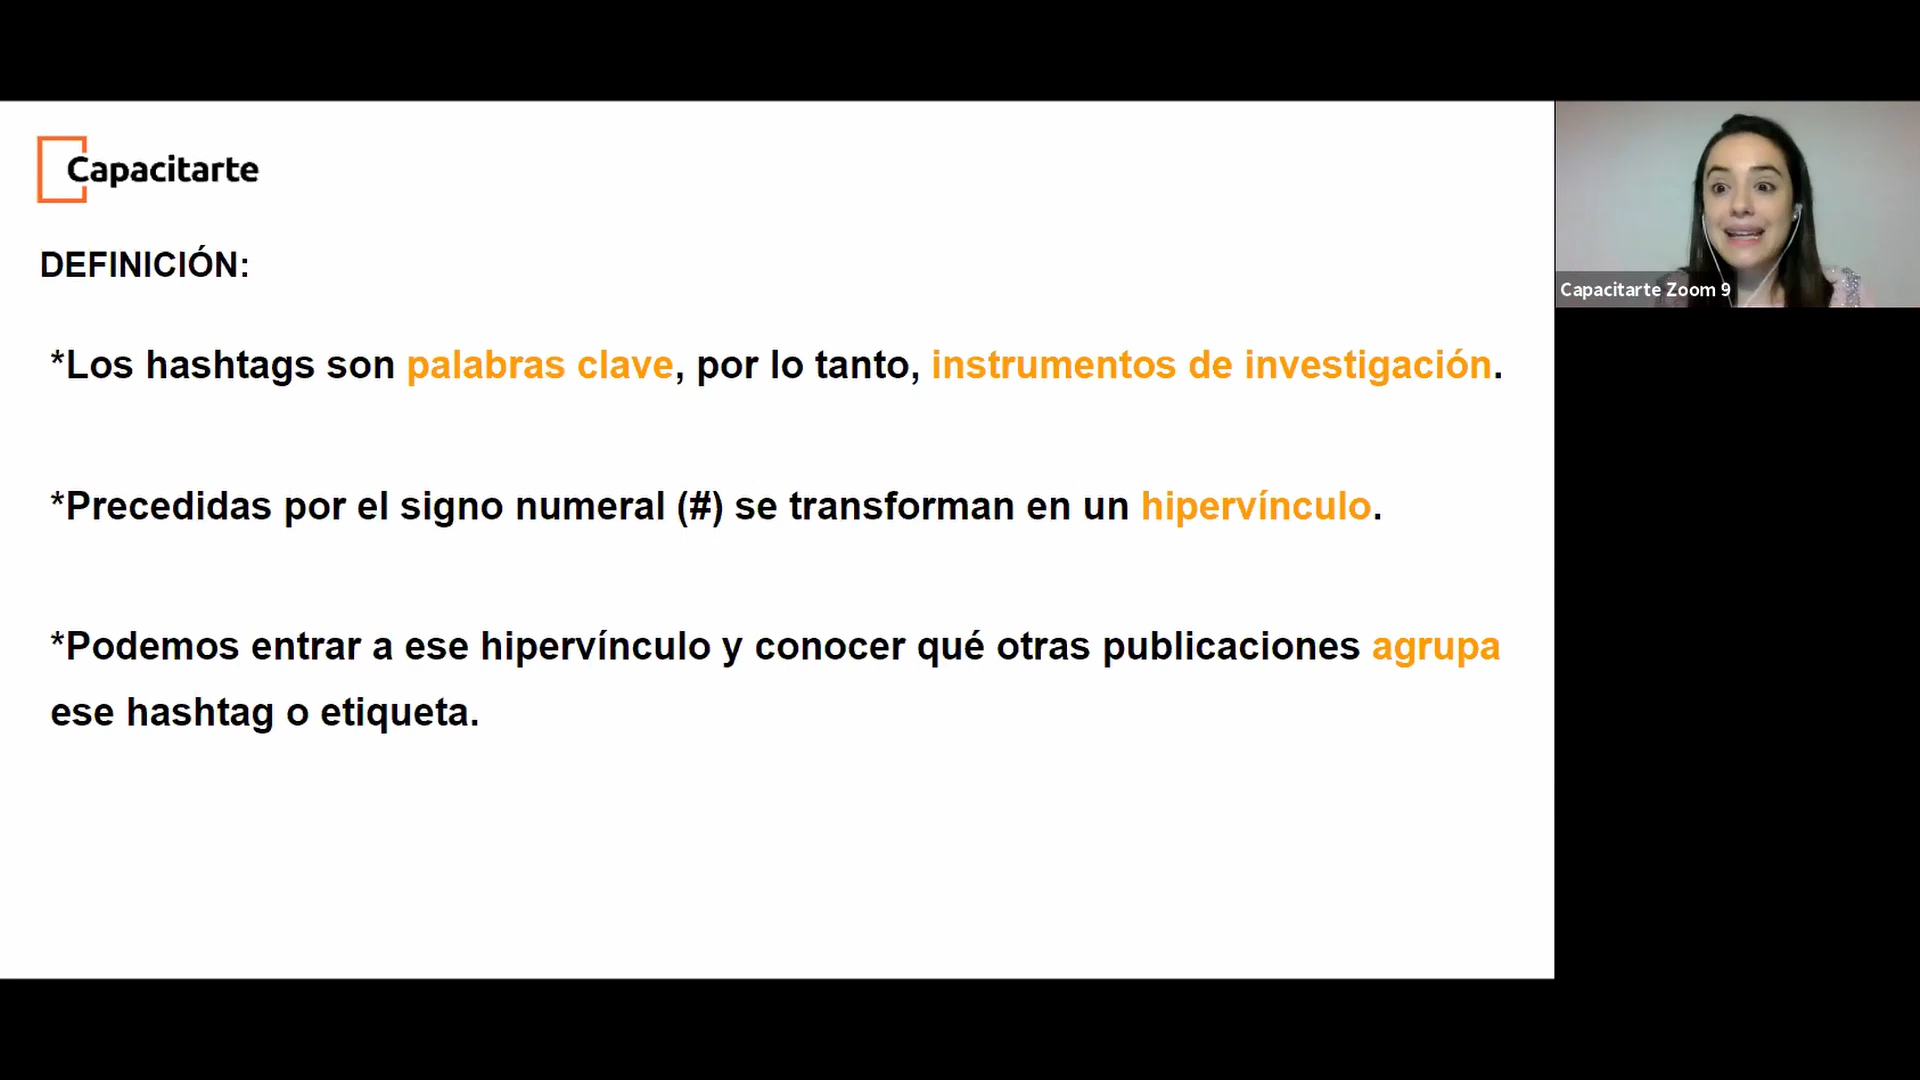 Capacitarte
DEFINICIÓN:
*Los hashtags son palabras clave, por lo tanto, instrumentos de investigación.
*Precedidas por el signo numeral (#) se transforman en un hipervínculo.
*Podemos entrar a ese hipervínculo y conocer qué otras publicaciones agrupa
ese hashtag o etiqueta.
Capacitarte Zoom 9